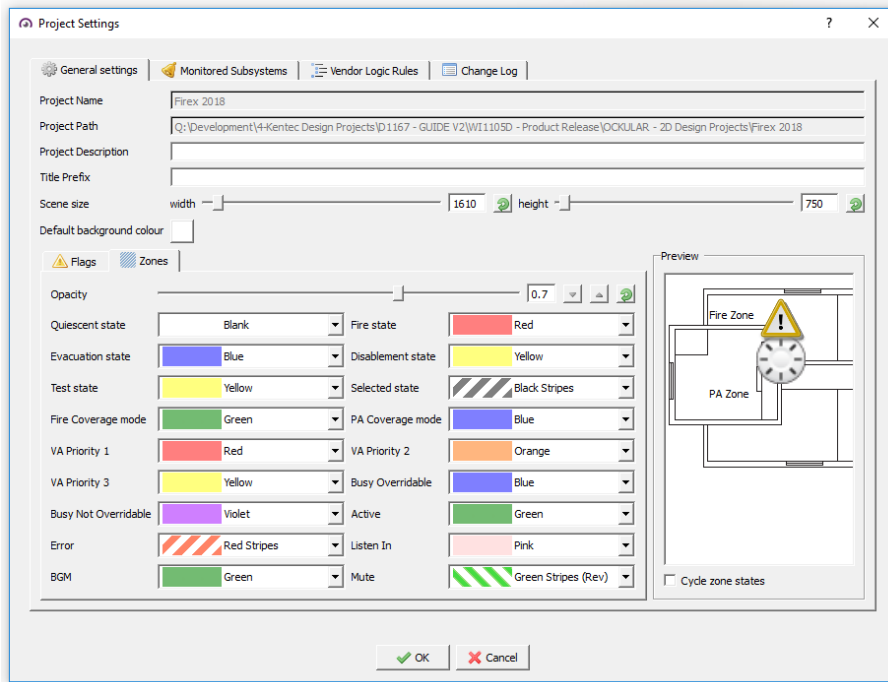 Project Settings ? ×
General settings Monitored Subsystems Vendor Logic Rules Change Log
Project Name Firex 2018
Project Path Q:\Development\4-Kentec Design Projects\D1167 - GUIDE V2\WI1105D - Product Release\OCKULAR - 2D Design Projects\Firex 2018
Project Description
Title Prefix
Scene size width 1610 height 750
Default background colour
Flags Zones
Opacity 0.7
Quiescent state Blank Fire state Red
Evacuation state Blue Disablement state Yellow
Test state Yellow Selected state Black Stripes
Fire Coverage mode Green PA Coverage mode Blue
VA Priority 1 Red VA Priority 2 Orange
VA Priority 3 Yellow Busy Overridable Blue
Busy Not Overridable Violet Active Green
Error Red Stripes Listen In Pink
BGM Green Mute Green Stripes (Rev)
Preview
Fire Zone
PA Zone
Cycle zone states
OK Cancel